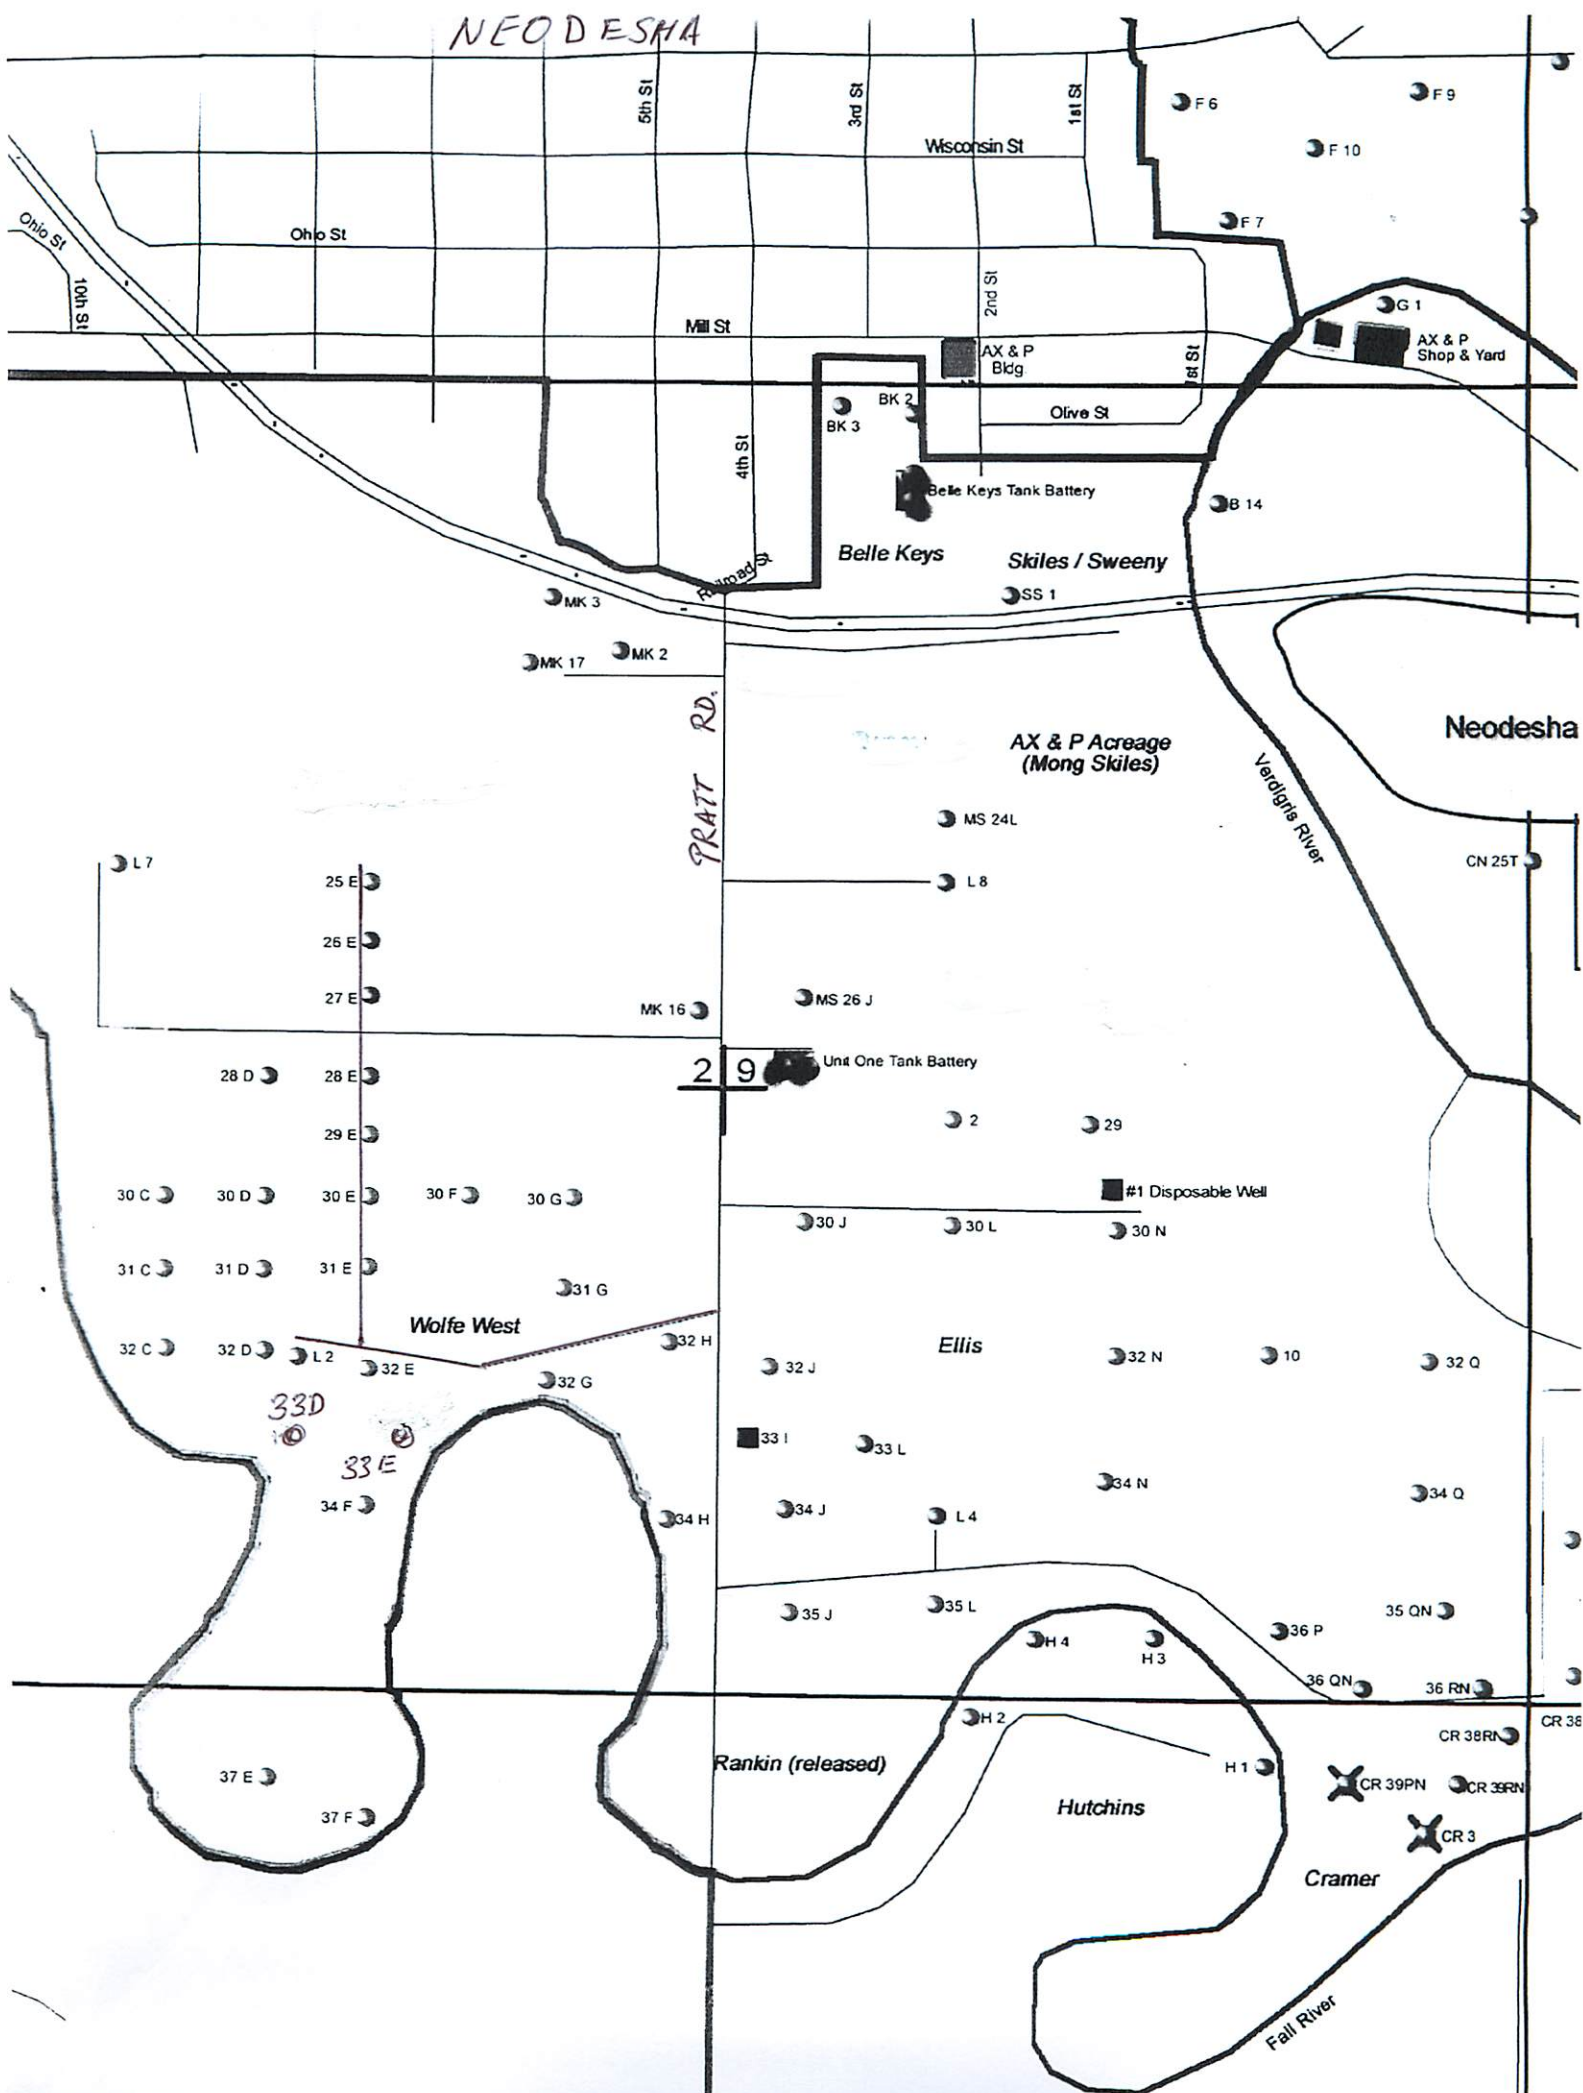 NEODESHA
5th St
3rd St
1st St
F 6
F 9
Wisconsin St
F 10
Ohio St
Ohio St
F 7
10th St
2nd St
G 1
Mill St
AX & P
Bldg
1st St
AX & P
Shop & Yard
BK 2
BK 3
Olive St
4th St
Belle Keys Tank Battery
B 14
Belle Keys
Skiles / Sweeny
Railroad St
MK 3
SS 1
MK 17
MK 2
PRATT RD.
AX & P Acreage
(Mong Skiles)
Neodesha
Verdigris River
MS 24L
L 7
25 E
L 8
CN 25T
26 E
27 E
MK 16
MS 26 J
28 D
28 E
2 9
Unit One Tank Battery
29 E
2
29
30 C
30 D
30 E
30 F
30 G
#1 Disposable Well
30 J
30 L
30 N
31 C
31 D
31 E
31 G
Wolfe West
32 H
Ellis
32 C
32 D
L 2
32 E
32 G
32 J
32 N
10
32 Q
33D
33 E
33 I
33 L
34 F
34 H
34 J
L 4
34 N
34 Q
35 J
35 L
H 4
H 3
36 P
35 QN
36 QN
36 RN
H 2
CR 38RN
CR 38
Rankin (released)
H 1
37 E
CR 39PN
CR 39RN
37 F
Hutchins
CR 3
Cramer
Fall River